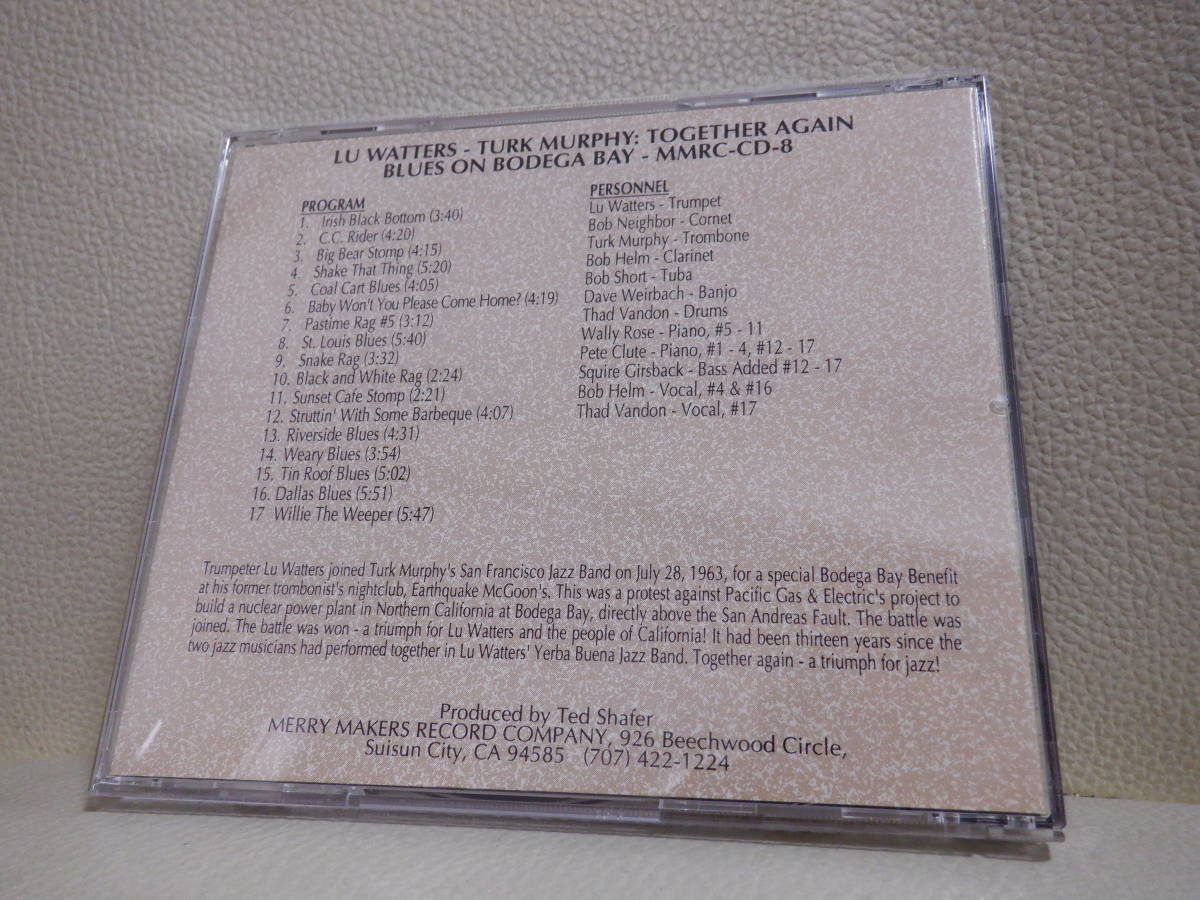 LU WATTERS - TURK MURPHY: TOGETHER AGAIN
BLUES ON BODEGA BAY - MMRC-CD-8
PROGRAM
1. Irish Black Bottom (3:40)
2. C.C. Rider (4:20)
3. Big Bear Stomp (4:15)
4. Shake That Thing (5:20)
5. Coal Cart Blues (4:05)
6. Baby Won't You Please Come Home? (4:19)
7. Pastime Rag #5 (3:12)
8. St. Louis Blues (5:40)
9. Snake Rag (3:32)
10. Black and White Rag (2:24)
11. Sunset Cafe Stomp (2:21)
12. Struttin' With Some Barbeque (4:07)
13. Riverside Blues (4:31)
14. Weary Blues (3:54)
15. Tin Roof Blues (5:02)
16. Dallas Blues (5:51)
17 Willie The Weeper (5:47)
PERSONNEL
Lu Watters - Trumpet
Bob Neighbor - Cornet
Turk Murphy - Trombone
Bob Helm - Clarinet
Bob Short - Tuba
Dave Weirbach - Banjo
Thad Vandon - Drums
Wally Rose - Piano, #5 - 11
Pete Clute - Piano, #1 - 4, #12 - 17
Squire Girsback - Bass Added #12 - 17
Bob Helm - Vocal, #4 & #16
Thad Vandon - Vocal, #17
Trumpeter Lu Watters joined Turk Murphy's San Francisco Jazz Band on July 28, 1963, for a special Bodega Bay Benefit
at his former trombonist's nightclub, Earthquake McGoon's. This was a protest against Pacific Gas & Electric's project to
build a nuclear power plant in Northern California at Bodega Bay, directly above the San Andreas Fault. The battle was
joined. The battle was won - a triumph for Lu Watters and the people of California! It had been thirteen years since the
two jazz musicians had performed together in Lu Watters' Yerba Buena Jazz Band. Together again - a triumph for jazz!
Produced by Ted Shafer
MERRY MAKERS RECORD COMPANY, 926 Beechwood Circle,
Suisun City, CA 94585 (707) 422-1224